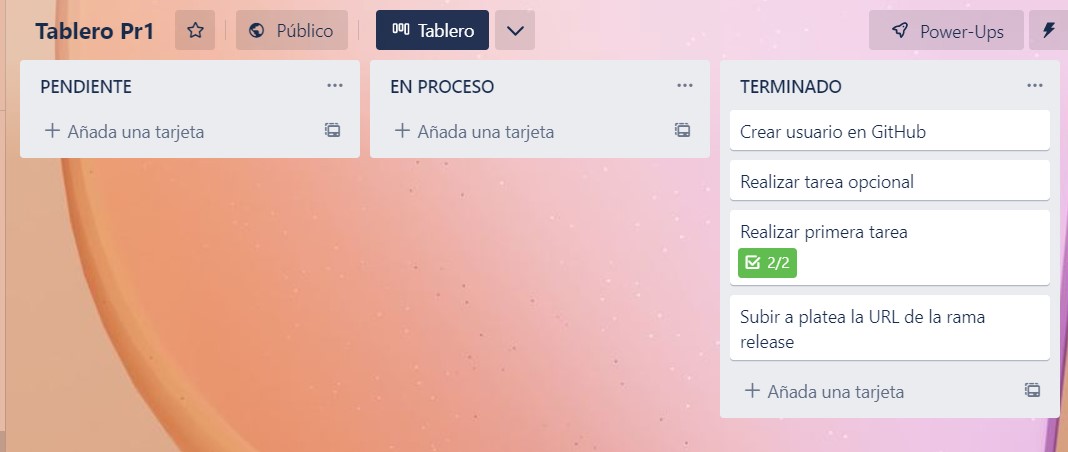 Tablero Pr1
Público
Tablero
Power-Ups
PENDIENTE
Añada una tarjeta
EN PROCESO
Añada una tarjeta
TERMINADO
Crear usuario en GitHub
Realizar tarea opcional
Realizar primera tarea
2/2
Subir a platea la URL de la rama
release
Añada una tarjeta